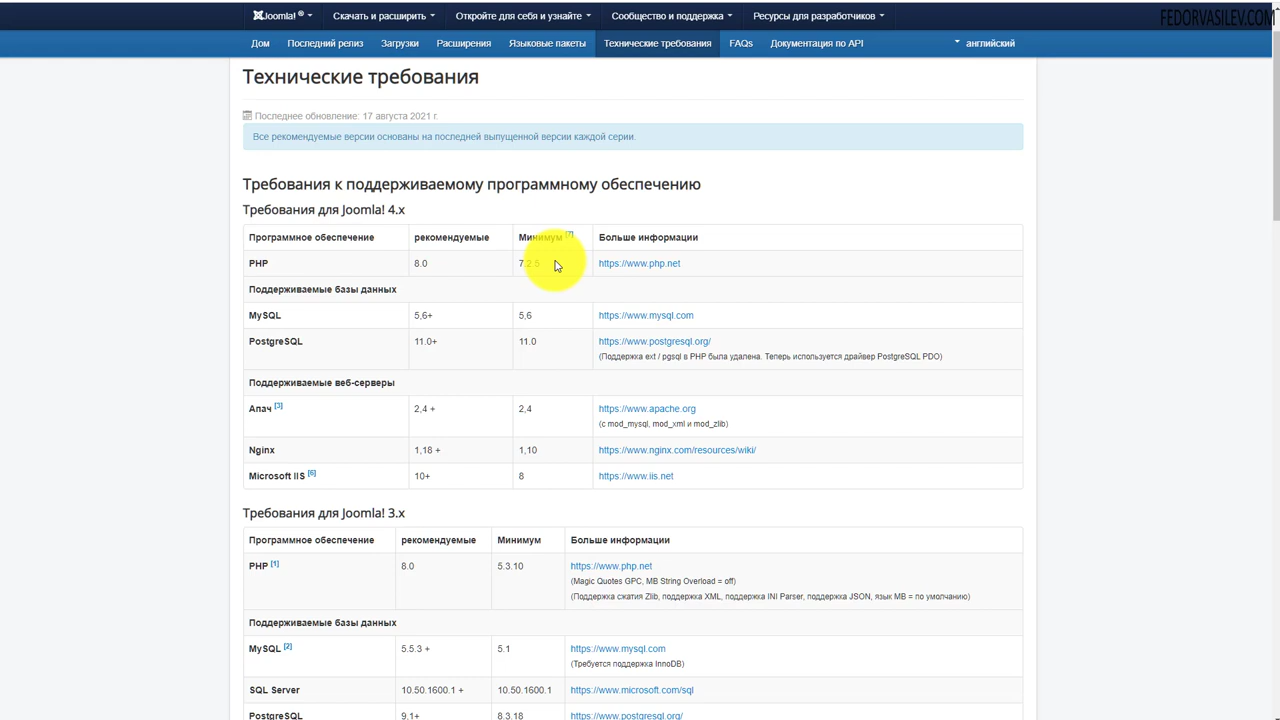 FEDORVASILEV.COM
Joomla! ® Скачать и расширить Откройте для себя и узнайте Сообщество и поддержка Ресурсы для разработчиков
Дом Последний релиз Загрузки Расширения Языковые пакеты Технические требования FAQs Документация по API английский
Технические требования
Последнее обновление: 17 августа 2021 г.
Все рекомендуемые версии основаны на последней выпущенной версии каждой серии.
Требования к поддерживаемому программному обеспечению
Требования для Joomla! 4.x
Программное обеспечение рекомендуемые Минимум [7] Больше информации
PHP 8.0 7.2.5 https://www.php.net
Поддерживаемые базы данных
MySQL 5,6+ 5,6 https://www.mysql.com
PostgreSQL 11.0+ 11.0 https://www.postgresql.org/
(Поддержка ext / pgsql в PHP была удалена. Теперь используется драйвер PostgreSQL PDO)
Поддерживаемые веб-серверы
Апач [3] 2,4 + 2,4 https://www.apache.org
(с mod_mysql, mod_xml и mod_zlib)
Nginx 1,18 + 1,10 https://www.nginx.com/resources/wiki/
Microsoft IIS [6] 10+ 8 https://www.iis.net
Требования для Joomla! 3.x
Программное обеспечение рекомендуемые Минимум Больше информации
PHP [1] 8.0 5.3.10 https://www.php.net
(Magic Quotes GPC, MB String Overload = off)
(Поддержка сжатия Zlib, поддержка XML, поддержка INI Parser, поддержка JSON, язык MB = по умолчанию)
Поддерживаемые базы данных
MySQL [2] 5.5.3 + 5.1 https://www.mysql.com
(Требуется поддержка InnoDB)
SQL Server 10.50.1600.1 + 10.50.1600.1 https://www.microsoft.com/sql
PostgreSQL 9.1+ 8.3.18 https://www.postgresql.org/